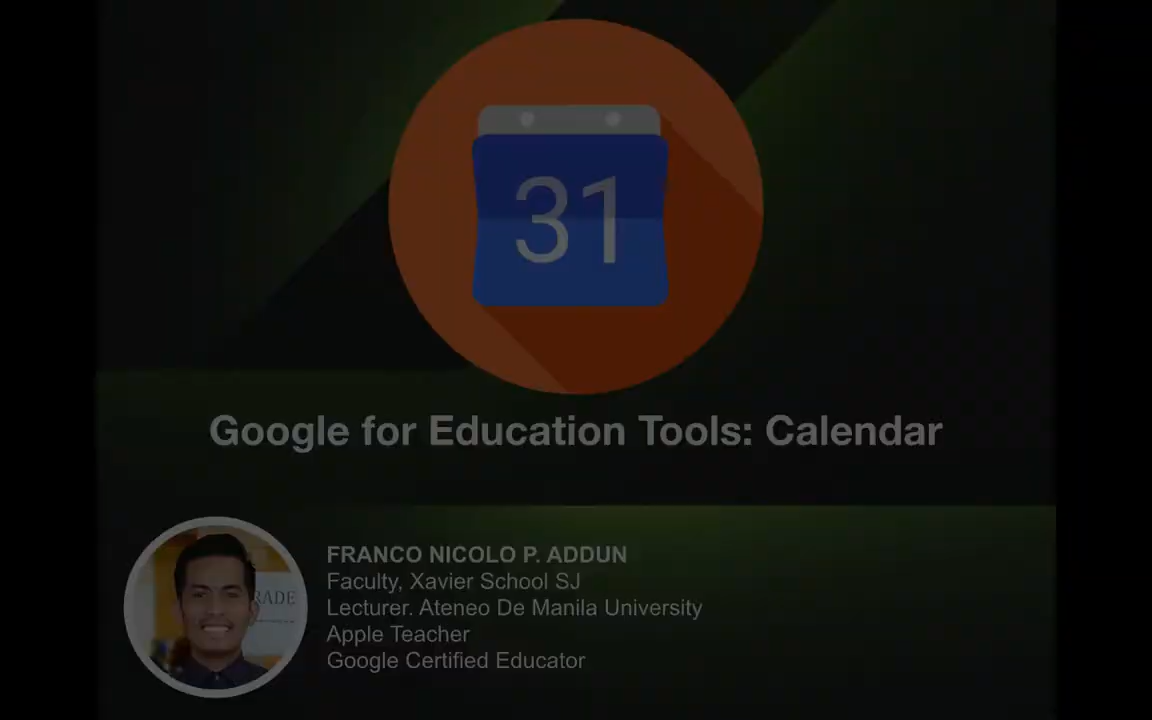 31
Google for Education Tools: Calendar
FRANCO NICOLO P. ADDUN
Faculty, Xavier School SJ
RADE
Lecturer. Ateneo De Manila University
Apple Teacher
Google Certified Educator